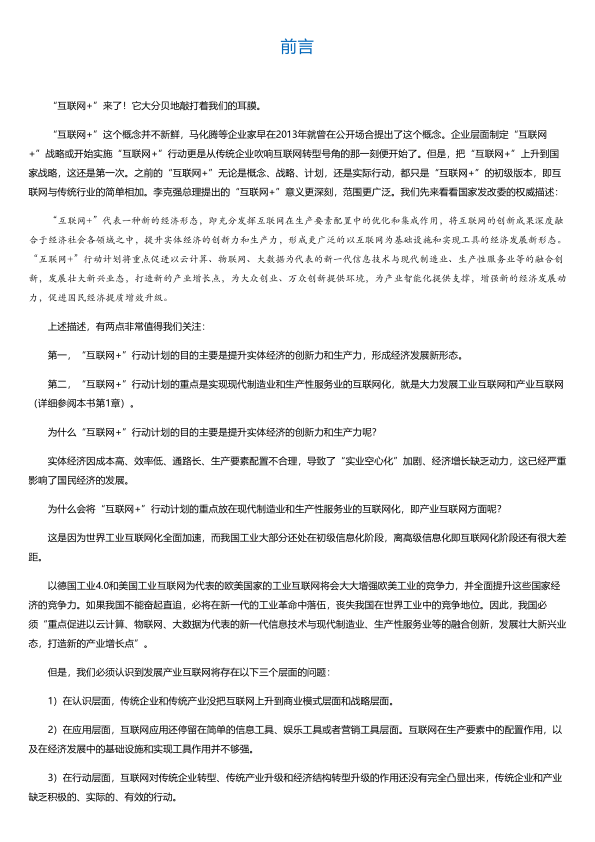 前言
“互联网+”来了！它大分贝地敲打着我们的耳膜。
“互联网+”这个概念并不新鲜，马化腾等企业家早在2013年就曾在公开场合提出了这个概念。企业层面制定“互联网
+”战略或开始实施“互联网+”行动更是从传统企业吹响互联网转型号角的那一刻便开始了。但是，把“互联网+”上升到国
家战略，这还是第一次。之前的“互联网+”无论是概念、战略、计划，还是实际行动，都只是“互联网+”的初级版本，即互
联网与传统行业的简单相加。李克强总理提出的“互联网+”意义更深刻，范围更广泛。我们先来看看国家发改委的权威描述：
“互联网+”代表一种新的经济形态，即充分发挥互联网在生产要素配置中的优化和集成作用，将互联网的创新成果深度融
合于经济社会各领域之中，提升实体经济的创新力和生产力，形成更广泛的以互联网为基础设施和实现工具的经济发展新形态。
“互联网+”行动计划将重点促进以云计算、物联网、大数据为代表的新一代信息技术与现代制造业、生产性服务业等的融合创
新，发展壮大新兴业态，打造新的产业增长点，为大众创业、万众创新提供环境，为产业智能化提供支撑，增强新的经济发展动
力，促进国民经济提质增效升级。
上述描述，有两点非常值得我们关注：
第一，“互联网+”行动计划的目的主要是提升实体经济的创新力和生产力，形成经济发展新形态。
第二，“互联网+”行动计划的重点是实现现代制造业和生产性服务业的互联网化，就是大力发展工业互联网和产业互联网
（详细参阅本书第1章）。
为什么“互联网+”行动计划的目的主要是提升实体经济的创新力和生产力呢？
实体经济因成本高、效率低、通路长、生产要素配置不合理，导致了“实业空心化”加剧、经济增长缺乏动力，这已经严重
影响了国民经济的发展。
为什么会将“互联网+”行动计划的重点放在现代制造业和生产性服务业的互联网化，即产业互联网方面呢？
这是因为世界工业互联网化全面加速，而我国工业大部分还处在初级信息化阶段，离高级信息化即互联网化阶段还有很大差
距。
以德国工业4.0和美国工业互联网为代表的欧美国家的工业互联网将会大大增强欧美工业的竞争力，并全面提升这些国家经
济的竞争力。如果我国不能奋起直追，必将在新一代的工业革命中落伍，丧失我国在世界工业中的竞争地位。因此，我国必
须“重点促进以云计算、物联网、大数据为代表的新一代信息技术与现代制造业、生产性服务业等的融合创新，发展壮大新兴业
态，打造新的产业增长点”。
但是，我们必须认识到发展产业互联网将存在以下三个层面的问题：
1）在认识层面，传统企业和传统产业没把互联网上升到商业模式层面和战略层面。
2）在应用层面，互联网应用还停留在简单的信息工具、娱乐工具或者营销工具层面。互联网在生产要素中的配置作用，以
及在经济发展中的基础设施和实现工具作用并不够强。
3）在行动层面，互联网对传统企业转型、传统产业升级和经济结构转型升级的作用还没有完全凸显出来，传统企业和产业
缺乏积极的、实际的、有效的行动。